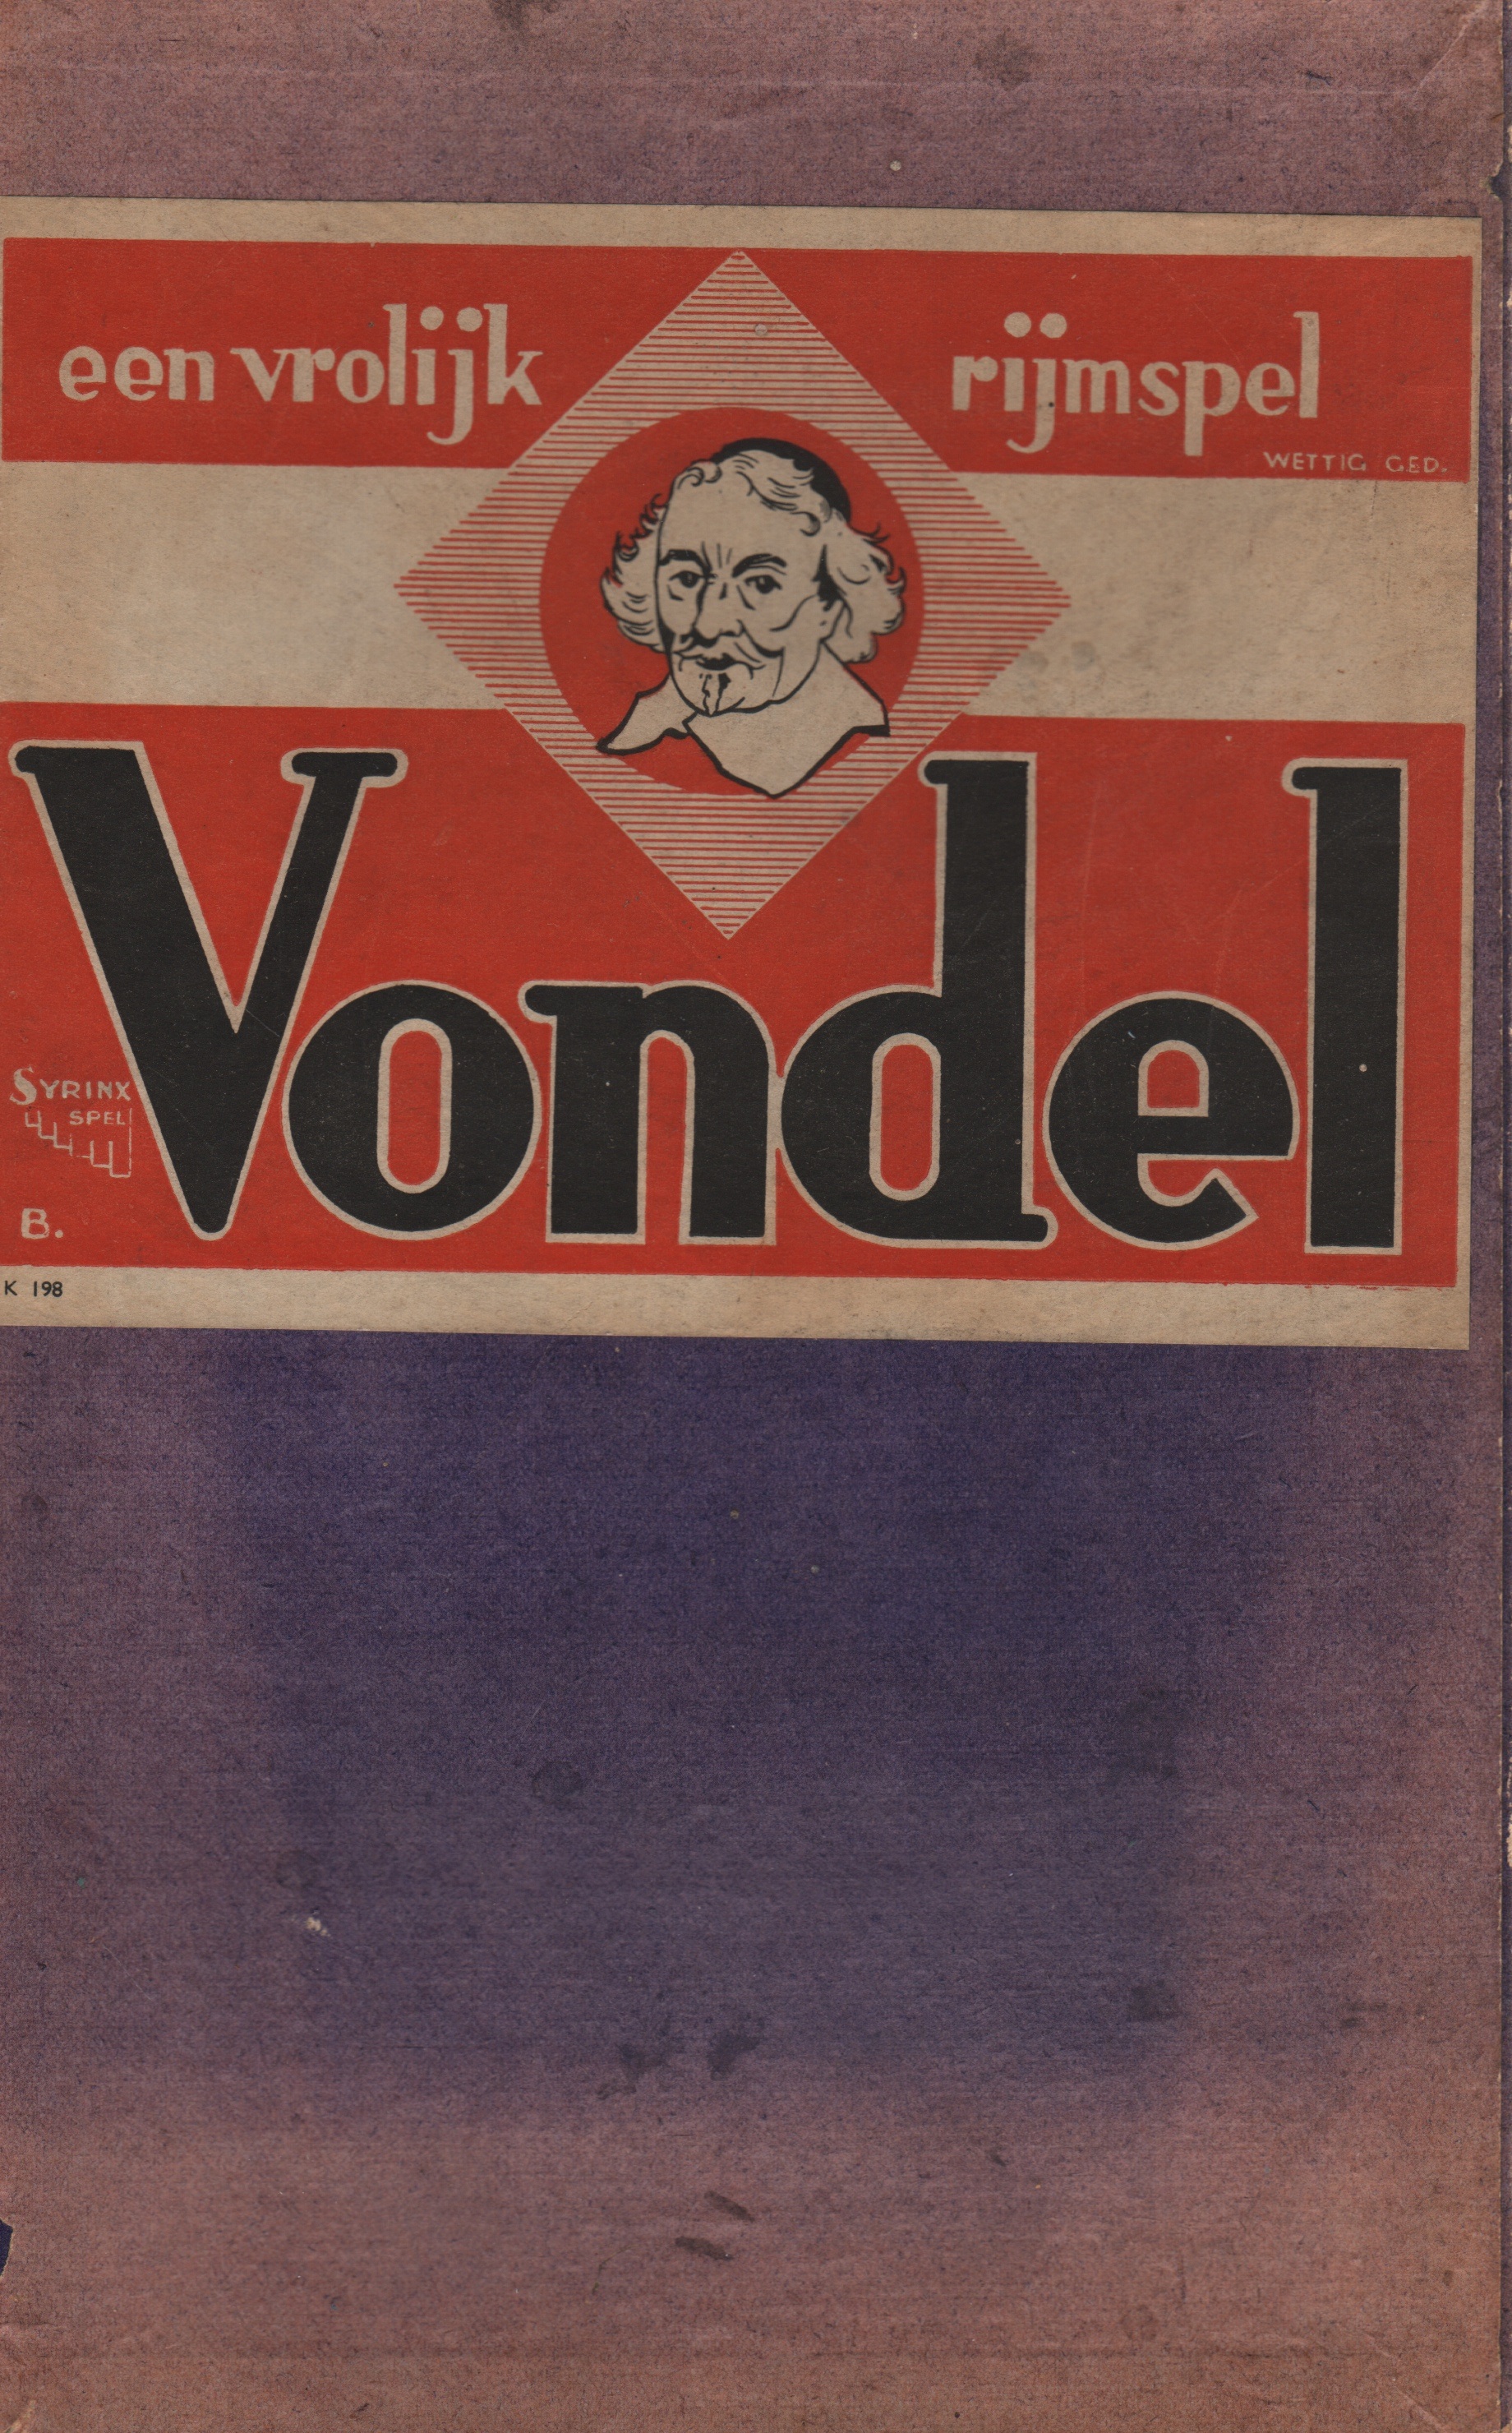 een vrolijk rijmspel
WETTIG GED.
Vondel
SYRINX
SPEL
B.
K 198